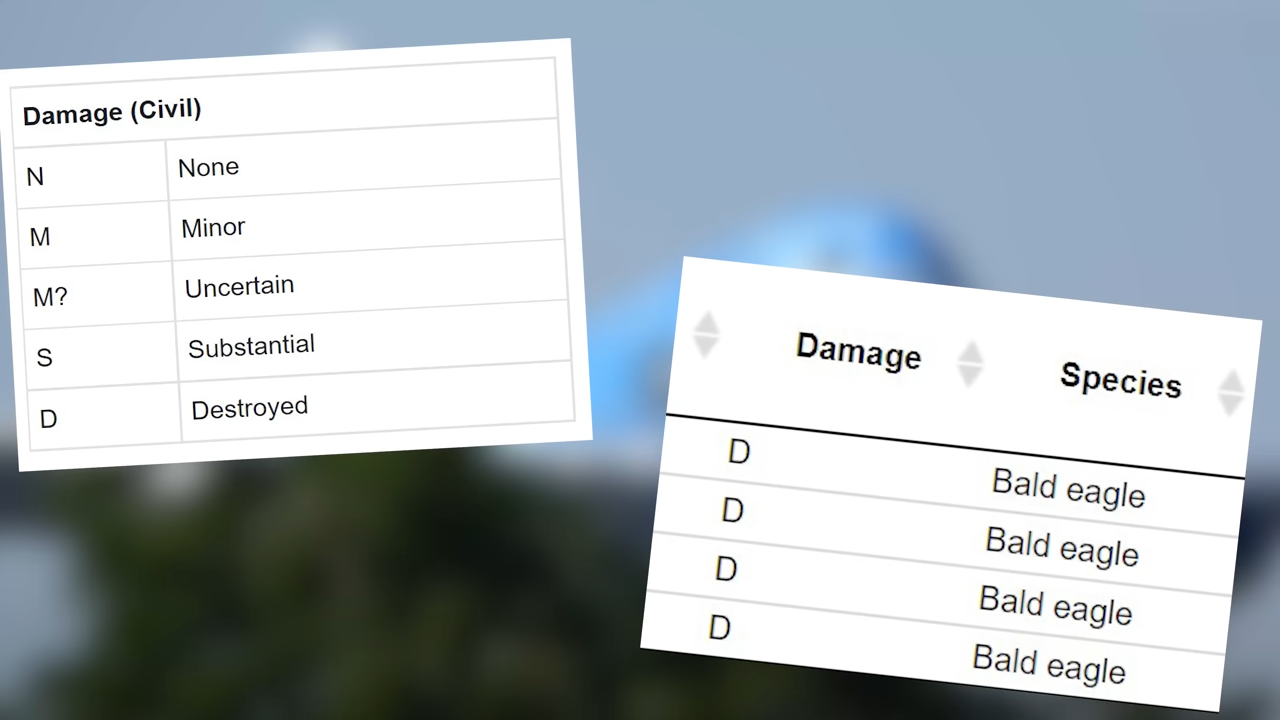 Damage (Civil)
N None
M Minor
M? Uncertain
S Substantial
D Destroyed
Damage Species
D Bald eagle
D Bald eagle
D Bald eagle
D Bald eagle